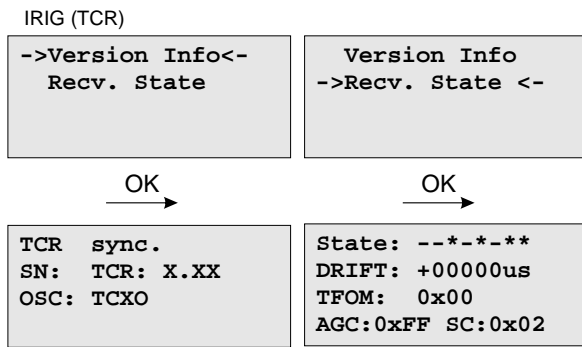 IRIG (TCR)
->Version Info<-
Recv. State
Version Info
->Recv. State <-
OK
OK
TCR sync.
SN: TCR: X.XX
OSC: TCXO
State: --*-*-**
DRIFT: +00000us
TFOM: 0x00
AGC:0xFF SC:0x02